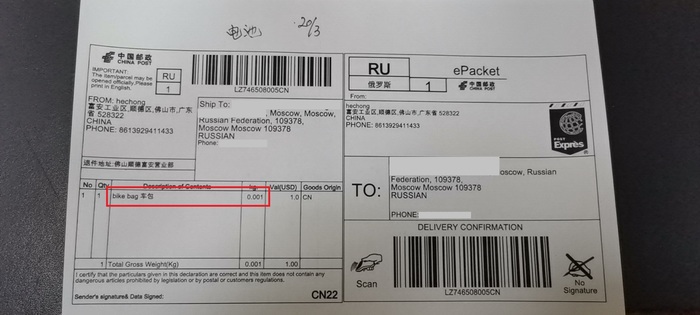 电池 20/3
中国邮政
CHINA POST
IMPORTANT:
The item/parcel may be
opened officially.Please
print in English.
RU
1
LZ746508005CN
FROM: hechong
富安工业区,顺德区,佛山市,广东
省 528322
CHINA
PHONE: 8613929411433
退件地址:佛山顺德富安营业部
Ship To:
, Moscow, Moscow,
Russian Federation, 109378,
Moscow Moscow 109378
RUSSIAN
Phone:
No Qty Description of Contents kg Val(USD) Goods Origin
1 1 bike bag 车包 0.001 1.0 CN
1 Total Gross Weight(Kg) 0.001 1.00
I certify that the particulars given in this declaration are correct and this item does not contain any
dangerous articles prohibited by legislation or by postal or customers regulations.
Sender's signature& Data Signed: CN22
RU
俄罗斯
1
ePacket
中国邮政
CHINA POST
From:
hechong
富安工业区,顺德区,佛山市,广东省 528322
CHINA
PHONE: 8613929411433
POST
Exprès
TO:
oscow, Russian
Federation, 109378,
Moscow Moscow 109378
RUSSIAN
PHONE:
DELIVERY CONFIRMATION
Scan
LZ746508005CN
No
Signature